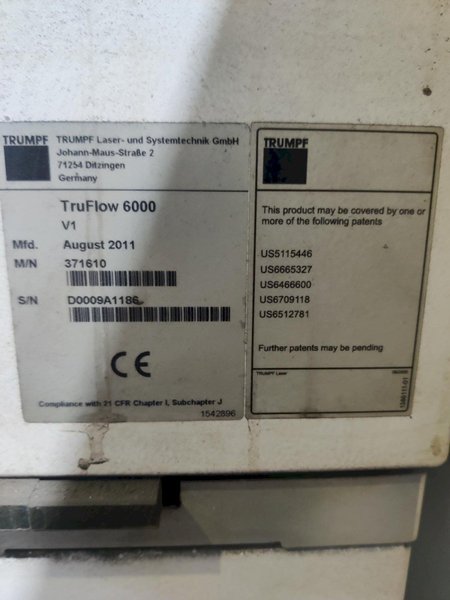 TRUMPF
TRUMPF Laser- und Systemtechnik GmbH
Johann-Maus-Straße 2
71254 Ditzingen
Germany
TruFlow 6000
V1
Mfd. August 2011
M/N 371610
S/N D0009A1186
CE
Compliance with 21 CFR Chapter I, Subchapter J
1542896
TRUMPF
This product may be covered by one or
more of the following patents
US5115446
US6665327
US6466600
US6709118
US6512781
Further patents may be pending
TRUMPF Laser